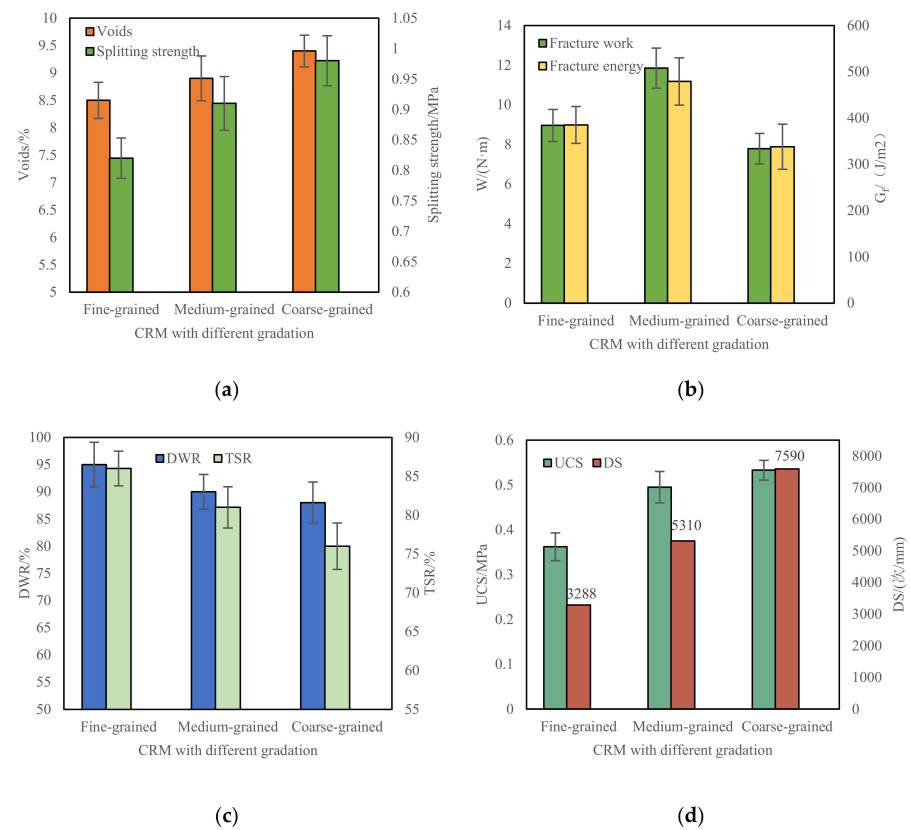 10
9.5
9
8.5
8
7.5
7
6.5
6
5.5
5
Voids/%
Voids
Splitting strength
1.05
1
0.95
0.9
0.85
0.8
0.75
0.7
0.65
0.6
Splitting strength/MPa
Fine-grained Medium-grained Coarse-grained
CRM with different gradation
(a)
14
12
10
8
6
4
2
0
W/(N·m)
Fracture work
Fracture energy
600
500
400
300
200
100
0
Gf/（J/m2）
Fine-grained Medium-grained Coarse-grained
CRM with different gradation
(b)
100
95
90
85
80
75
70
65
60
55
50
DWR/%
DWR TSR
90
85
80
75
70
65
60
55
TSR/%
Fine-grained Medium-grained Coarse-grained
CRM with different gradation
(c)
0.6
0.5
0.4
0.3
0.2
0.1
0
UCS/MPa
UCS DS
3288
5310
7590
8000
7000
6000
5000
4000
3000
2000
1000
0
DS/(次/mm)
Fine-grained Medium-grained Coarse-grained
CRM with different gradation
(d)